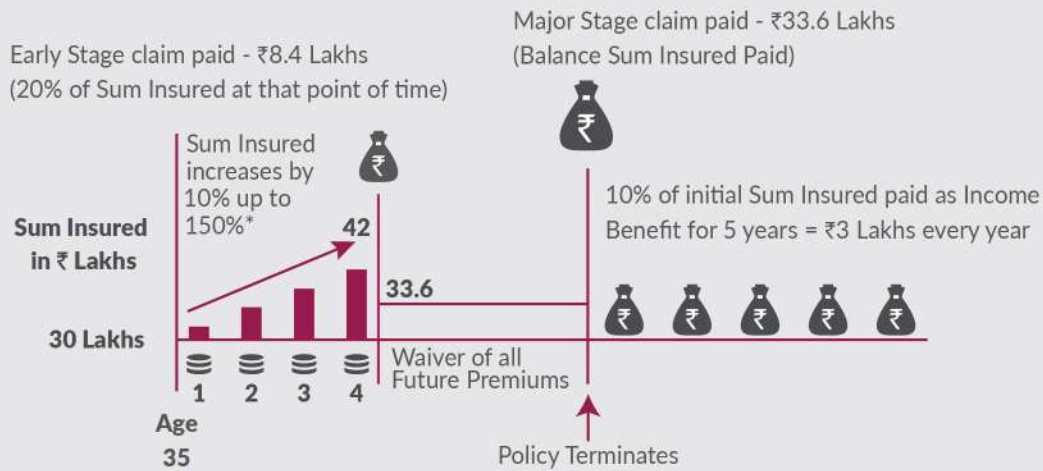 Early Stage claim paid - ₹8.4 Lakhs
(20% of Sum Insured at that point of time)
Major Stage claim paid - ₹33.6 Lakhs
(Balance Sum Insured Paid)
₹
₹
Sum Insured
increases by
10% up to
150%*
42
Sum Insured
in ₹ Lakhs
30 Lakhs
33.6
10% of initial Sum Insured paid as Income
Benefit for 5 years = ₹3 Lakhs every year
₹ ₹ ₹ ₹ ₹
1 2 3 4
Waiver of all
Future Premiums
Age
35
Policy Terminates